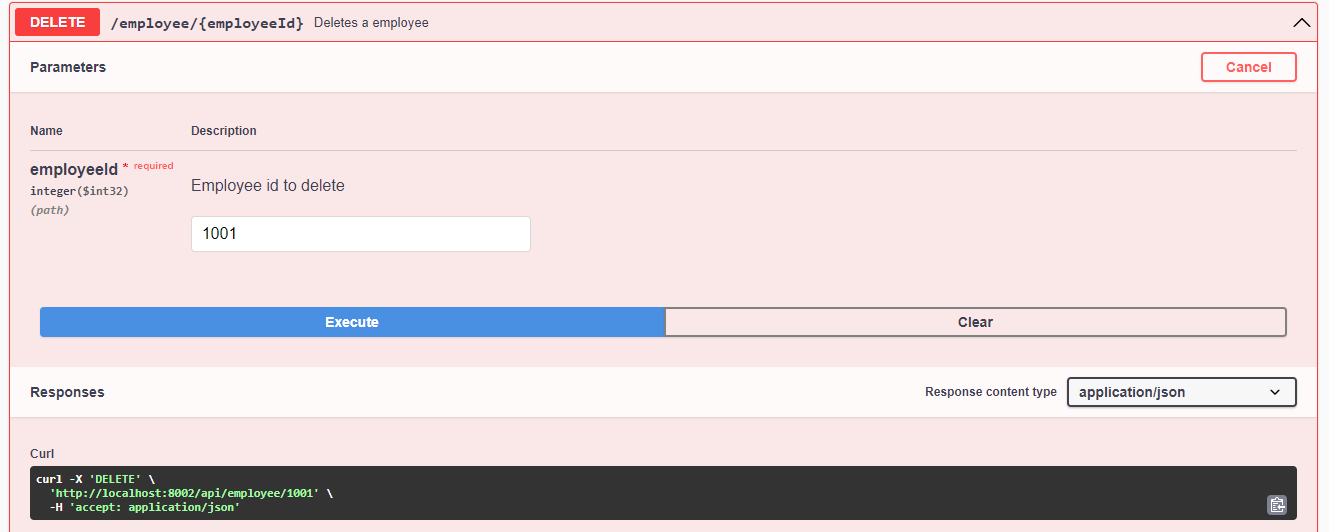 DELETE /employee/{employeeId} Deletes a employee
Parameters Cancel
Name Description
employeeId * required
integer($int32)
(path)
Employee id to delete
1001
Execute Clear
Responses Response content type application/json
Curl
curl -X 'DELETE' \
'http://localhost:8002/api/employee/1001' \
-H 'accept: application/json'